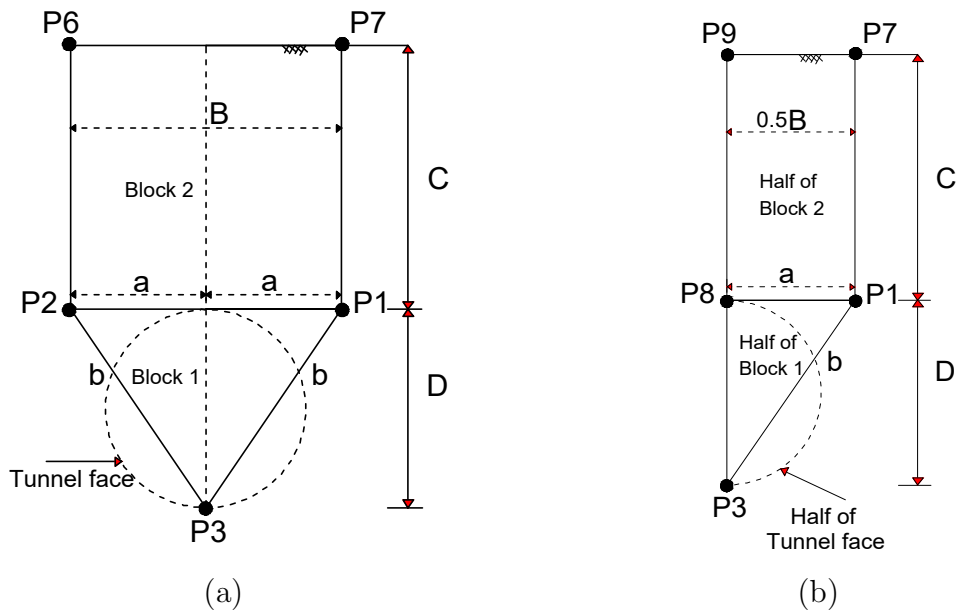 P6
P7
B
Block 2
C
a
a
P2
P1
b
Block 1
b
D
Tunnel face
P3
(a)
P9
P7
0.5B
Half of
Block 2
C
a
P8
P1
Half of
Block 1
b
D
P3
Half of
Tunnel face
(b)